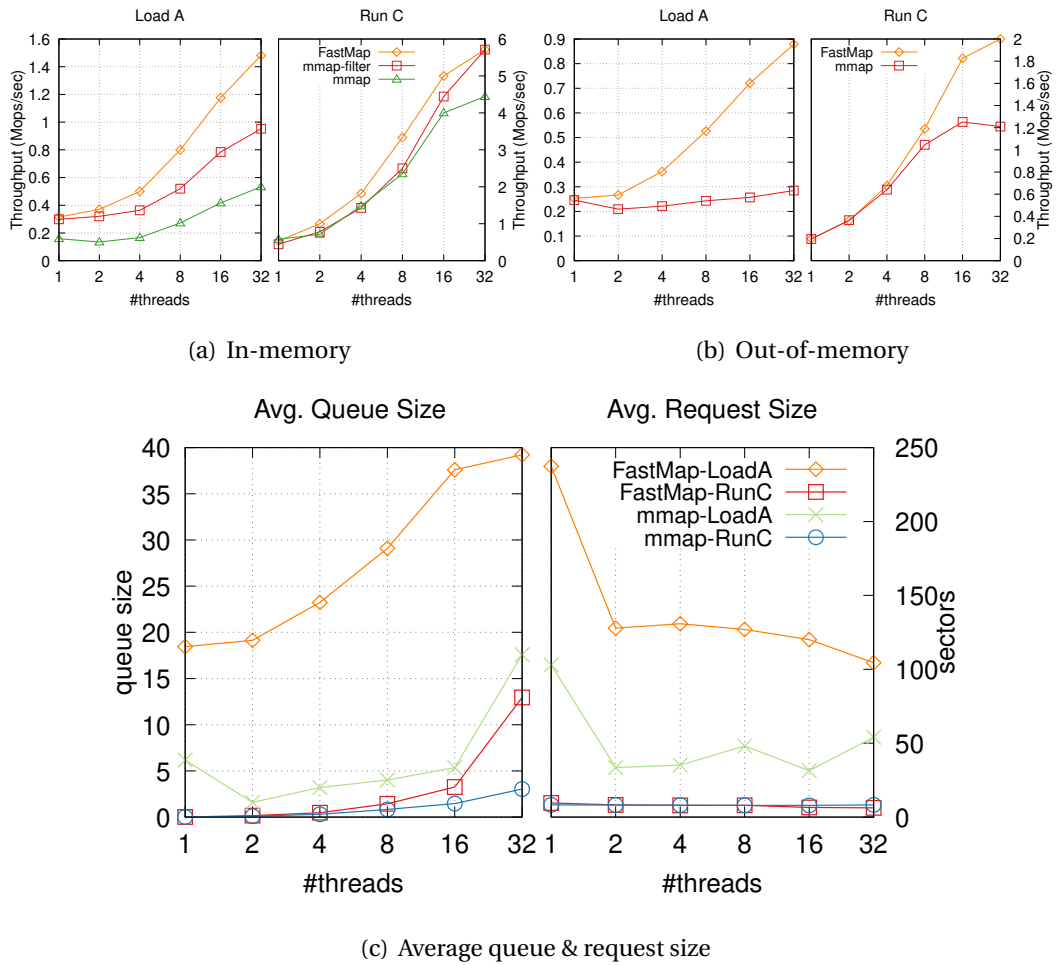 Load A
Run C
Throughput (Mops/sec)
1.6
1.4
1.2
1
0.8
0.6
0.4
0.2
0
1 2 4 8 16 32
#threads
FastMap
mmap-filter
mmap
6
5
4
3
2
1
0
Throughput (Mops/sec)
1 2 4 8 16 32
#threads
(a) In-memory
Load A
Run C
Throughput (Mops/sec)
0.9
0.8
0.7
0.6
0.5
0.4
0.3
0.2
0.1
0
1 2 4 8 16 32
#threads
FastMap
mmap
2
1.8
1.6
1.4
1.2
1
0.8
0.6
0.4
0.2
0
Throughput (Mops/sec)
1 2 4 8 16 32
#threads
(b) Out-of-memory
Avg. Queue Size
Avg. Request Size
queue size
40
35
30
25
20
15
10
5
0
1 2 4 8 16 32
#threads
FastMap-LoadA
FastMap-RunC
mmap-LoadA
mmap-RunC
250
200
150
100
50
0
sectors
1 2 4 8 16 32
#threads
(c) Average queue & request size